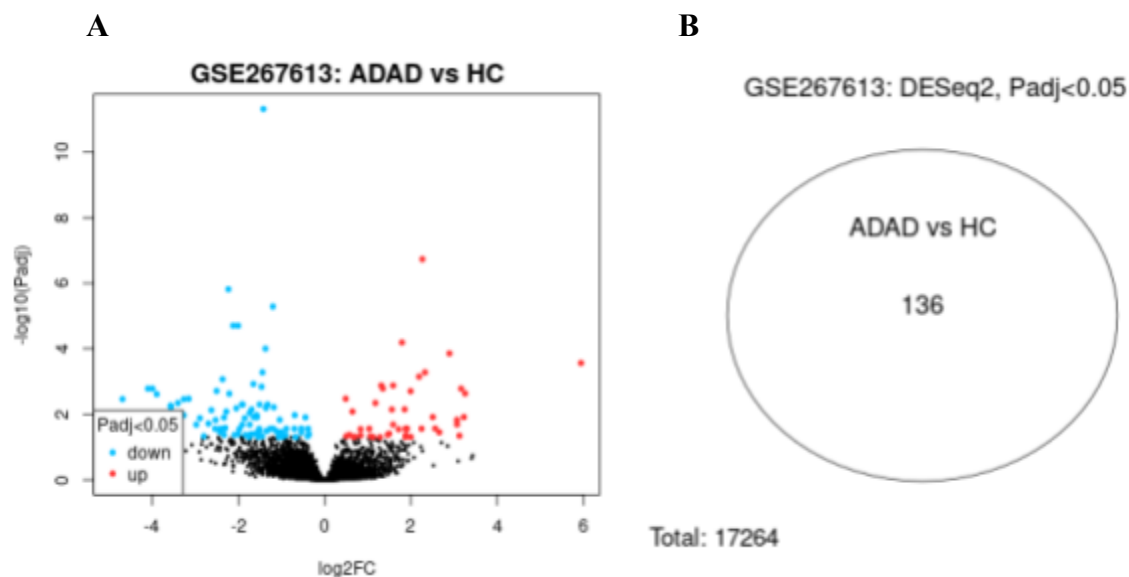 A
GSE267613: ADAD vs HC
-log10(Padj)
10
8
6
4
2
0
Padj<0.05
down
up
-4
-2
0
2
4
6
log2FC
B
GSE267613: DESeq2, Padj<0.05
ADAD vs HC
136
Total: 17264